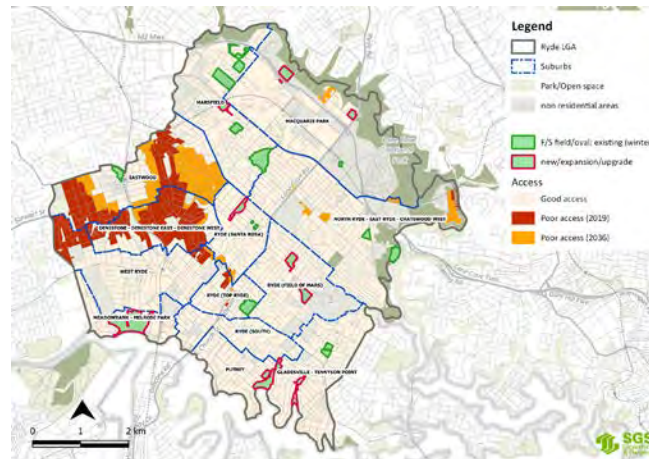 Legend
Ryde LGA
Suburbs
Park/Open space
non residential areas
F/S field/oval: existing (winter
new/expansion/upgrade
Access
Good access
Poor access (2019)
Poor access (2036)
M2 Mwy
MARSFIELD
MACQUARIE PARK
EASTWOOD
DENISTONE - DENISTONE EAST - DENISTONE WEST
RYDE (SANTA ROSA)
NORTH RYDE - EAST RYDE - CHATSWOOD WEST
WEST RYDE
RYDE (TOP RYDE)
RYDE (FIELD OF MARS)
MEADOWBANK - MELROSE PARK
RYDE (SOUTH)
PUTNEY
GLADESVILLE - TENNYSON POINT
0 1 2 km
SGS